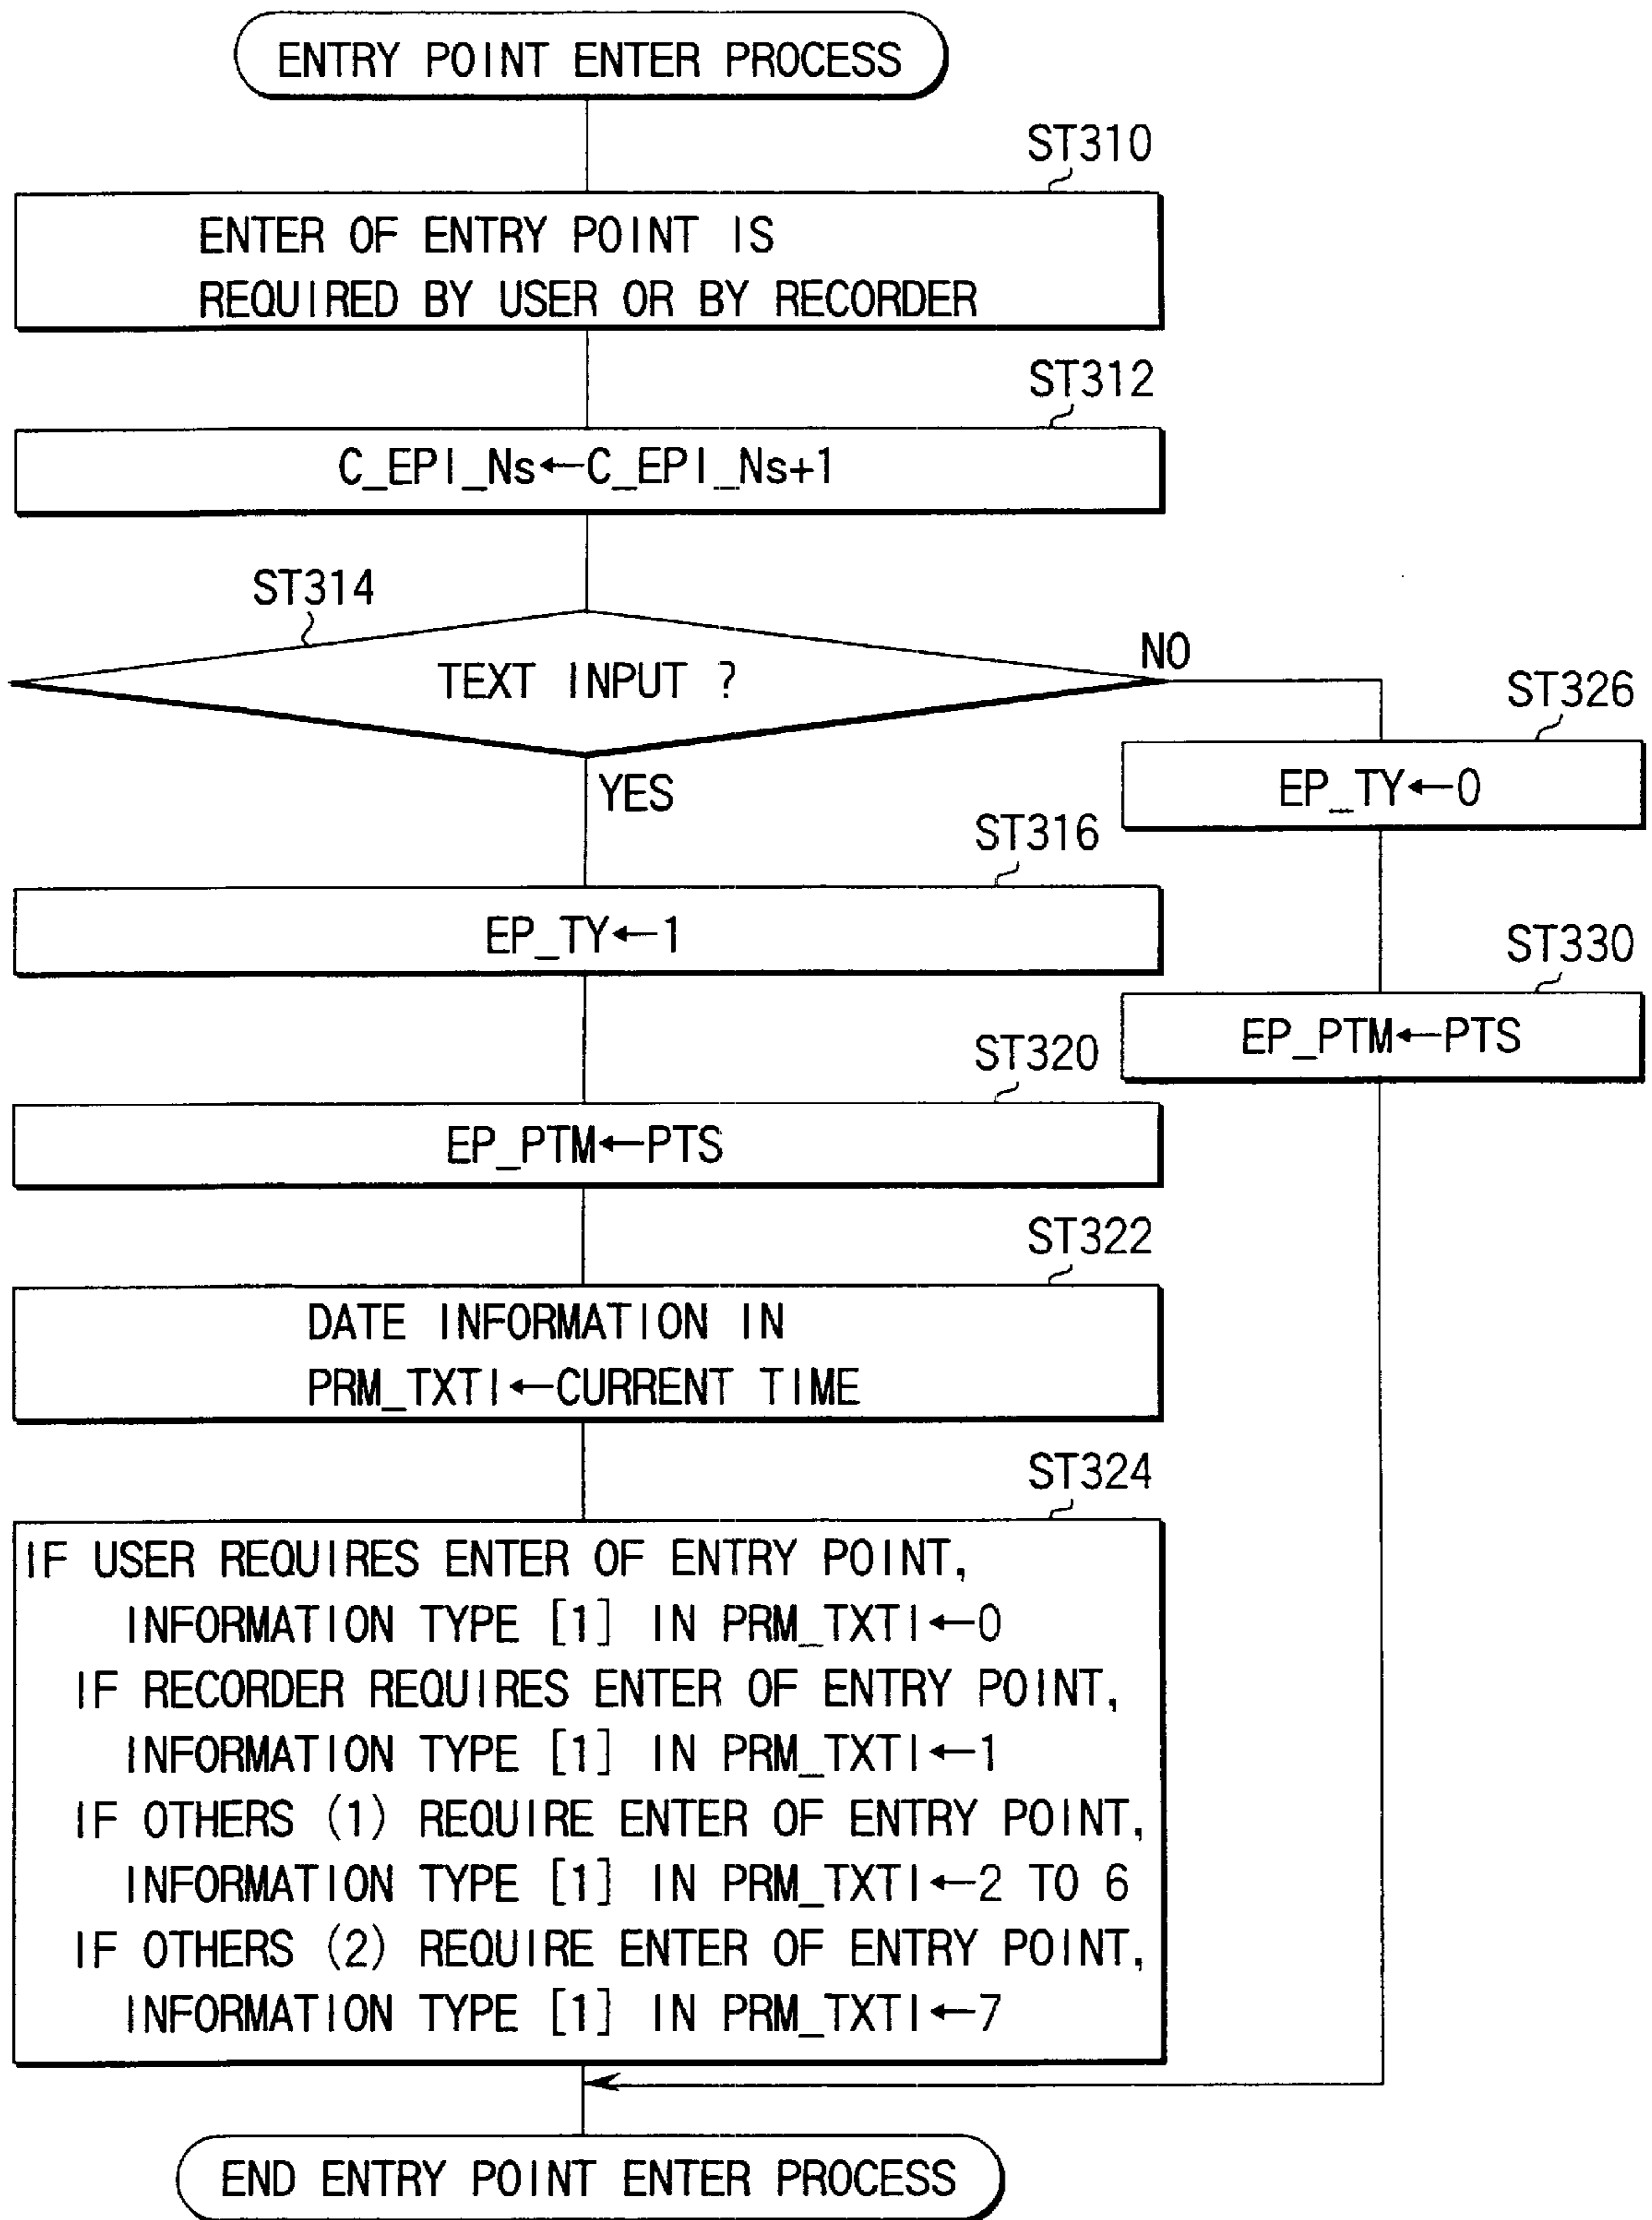 ENTRY POINT ENTER PROCESS
ST310
ENTER OF ENTRY POINT IS
REQUIRED BY USER OR BY RECORDER
ST312
C_EPI_Ns←C_EPI_Ns+1
ST314
TEXT INPUT ?
NO
YES
ST326
EP_TY←0
ST316
EP_TY←1
ST330
EP_PTM←PTS
ST320
EP_PTM←PTS
ST322
DATE INFORMATION IN
PRM_TXTI←CURRENT TIME
ST324
IF USER REQUIRES ENTER OF ENTRY POINT,
INFORMATION TYPE [1] IN PRM_TXTI←0
IF RECORDER REQUIRES ENTER OF ENTRY POINT,
INFORMATION TYPE [1] IN PRM_TXTI←1
IF OTHERS (1) REQUIRE ENTER OF ENTRY POINT,
INFORMATION TYPE [1] IN PRM_TXTI←2 TO 6
IF OTHERS (2) REQUIRE ENTER OF ENTRY POINT,
INFORMATION TYPE [1] IN PRM_TXTI←7
END ENTRY POINT ENTER PROCESS